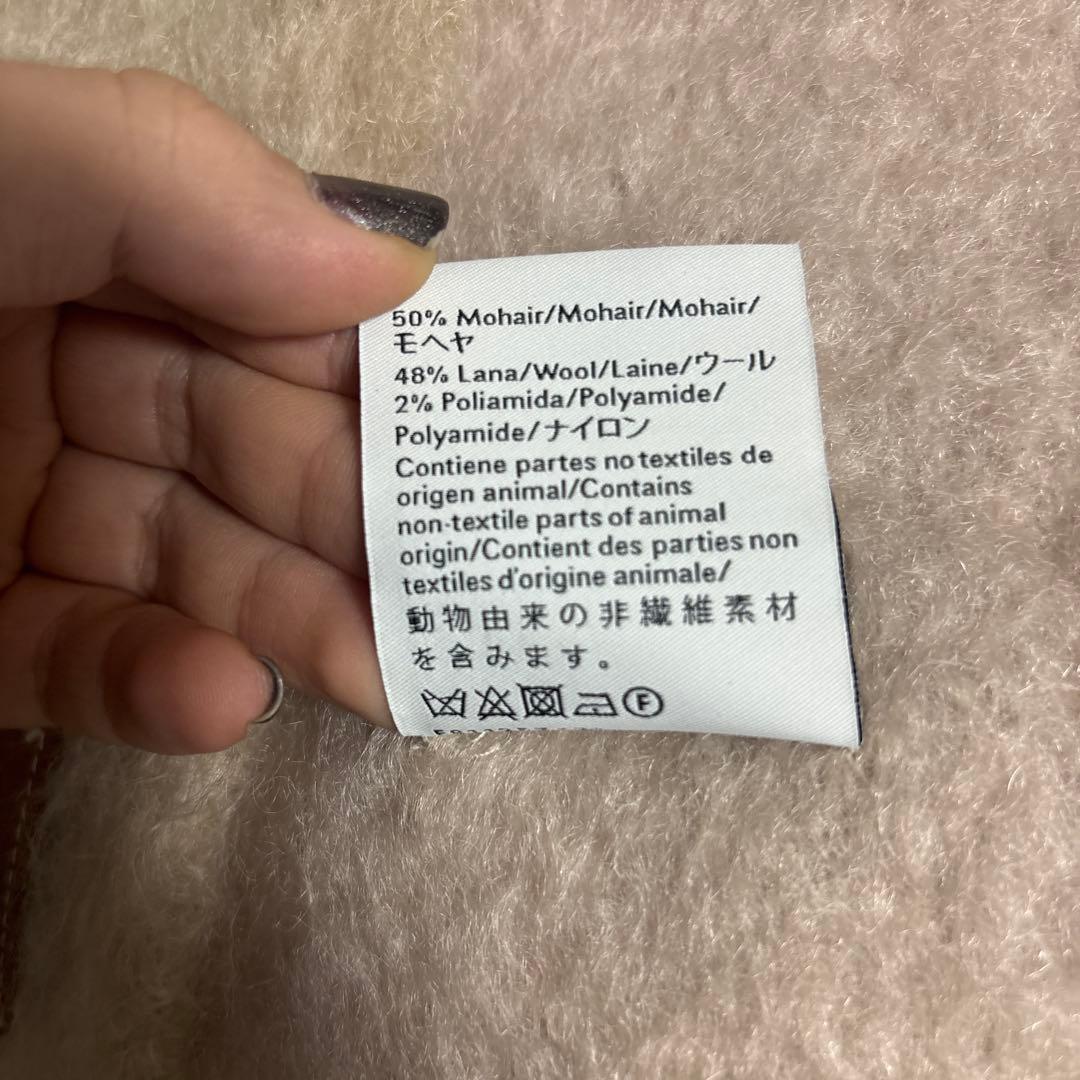 50% Mohair/Mohair/Mohair/
モヘヤ
48% Lana/Wool/Laine/ウール
2% Poliamida/Polyamide/
Polyamide/ナイロン
Contiene partes no textiles de
origen animal/Contains
non-textile parts of animal
origin/Contient des parties non
textiles d'origine animale/
動物由来の非繊維素材
を含みます。
F